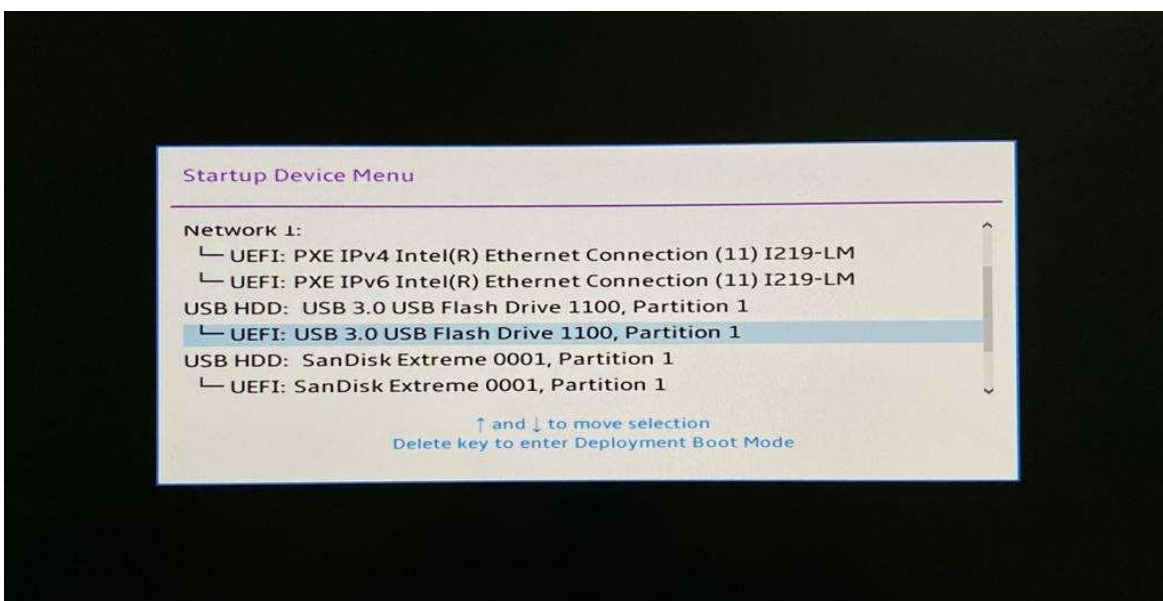 Startup Device Menu
Network 1:
└─ UEFI: PXE IPv4 Intel(R) Ethernet Connection (11) I219-LM
└─ UEFI: PXE IPv6 Intel(R) Ethernet Connection (11) I219-LM
USB HDD: USB 3.0 USB Flash Drive 1100, Partition 1
└─ UEFI: USB 3.0 USB Flash Drive 1100, Partition 1
USB HDD: SanDisk Extreme 0001, Partition 1
└─ UEFI: SanDisk Extreme 0001, Partition 1
↑ and ↓ to move selection
Delete key to enter Deployment Boot Mode